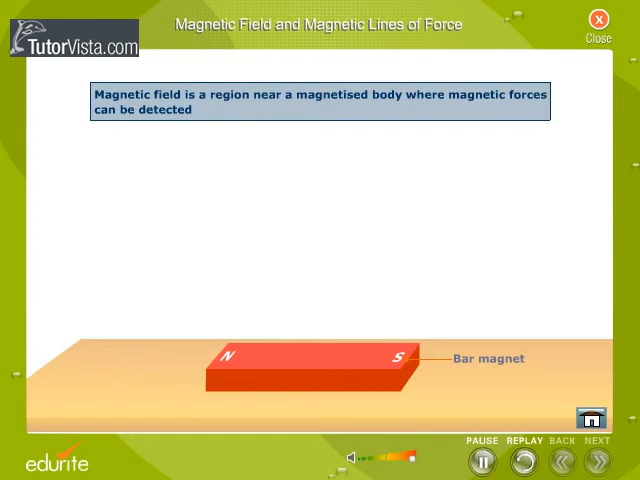 Magnetic Field and Magnetic Lines of Force
X
Close
TutorVista.com
Magnetic field is a region near a magnetised body where magnetic forces
can be detected
N
S
Bar magnet
PAUSE REPLAY BACK NEXT
edurite